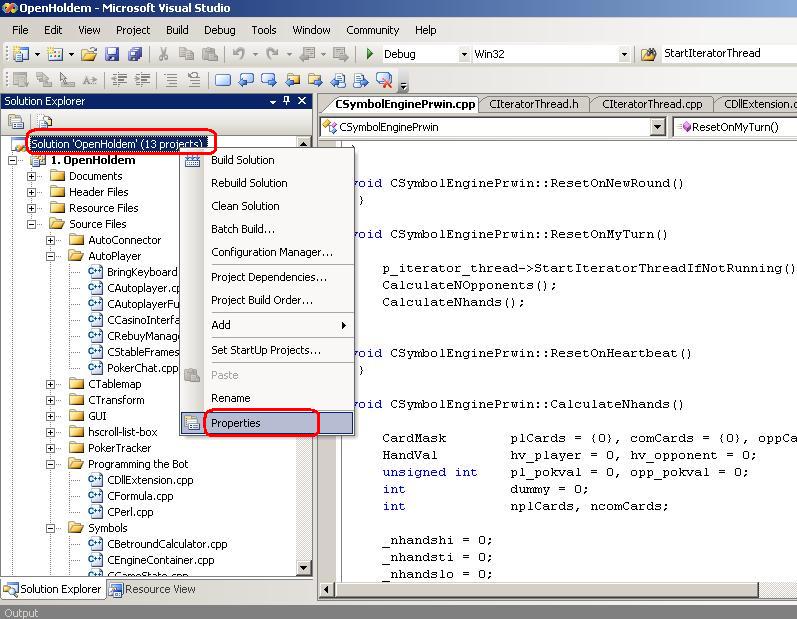 OpenHoldem - Microsoft Visual Studio
File Edit View Project Build Debug Tools Window Community Help
Debug Win32 StartIteratorThread
Solution Explorer
CSymbolEnginePrwin.cpp CIteratorThread.h CIteratorThread.cpp CDllExtension.c
CSymbolEnginePrwin ResetOnMyTurn()
Solution 'OpenHoldem' (13 projects)
1. OpenHoldem
Documents
Header Files
Resource Files
Source Files
AutoConnector
AutoPlayer
BringKeyboard
CAutoplayer.cp
CAutoplayerFu
CCasinoInterfa
CRebuyManage
CStableFrames
PokerChat.cpp
CTablemap
CTransform
GUI
hscroll-list-box
PokerTracker
Programming the Bot
CDllExtension.cpp
CFormula.cpp
CPerl.cpp
Symbols
CBetroundCalculator.cpp
CEngineContainer.cpp
CGameState.cpp
Build Solution
Rebuild Solution
Clean Solution
Batch Build...
Configuration Manager...
Project Dependencies...
Project Build Order...
Add
Set StartUp Projects...
Paste
Rename
Properties
void CSymbolEnginePrwin::ResetOnNewRound()
}
void CSymbolEnginePrwin::ResetOnMyTurn()
p_iterator_thread->StartIteratorThreadIfNotRunning()
CalculateNOpponents();
CalculateNhands();
void CSymbolEnginePrwin::ResetOnHeartbeat()
}
void CSymbolEnginePrwin::CalculateNhands()
CardMask plCards = {0}, comCards = {0}, oppCa
HandVal hv_player = 0, hv_opponent = 0;
unsigned int pl_pokval = 0, opp_pokval = 0;
int dummy = 0;
int nplCards, ncomCards;
_nhandshi = 0;
_nhandsti = 0;
_nhandslo = 0;
Solution Explorer Resource View
Output